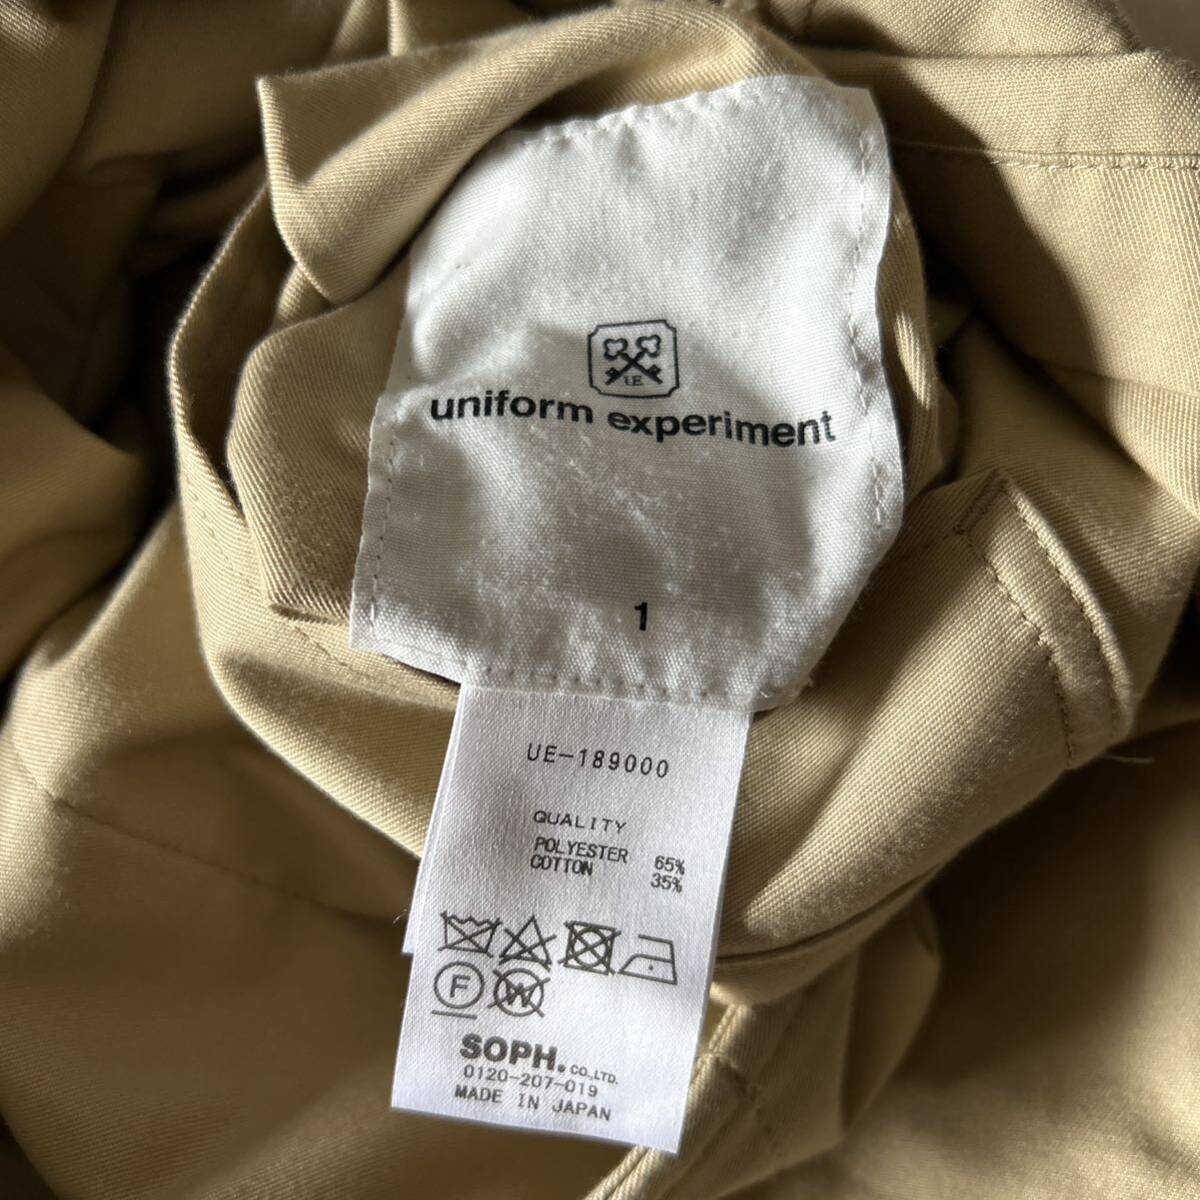 UE
uniform experiment
1
UE-189000
QUALITY
POLYESTER 65%
COTTON 35%
F
W
SOPH. CO.,LTD.
0120-207-019
MADE IN JAPAN